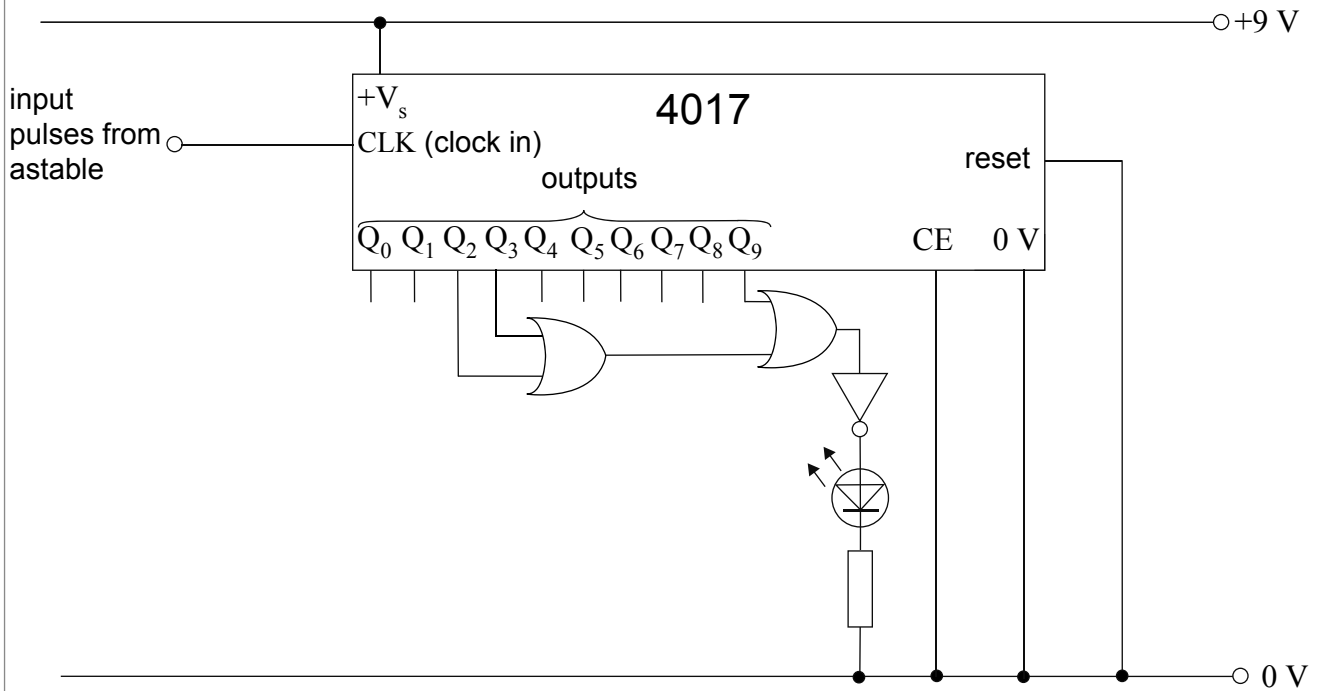 +9 V
input
pulses from
astable
+Vs
4017
CLK (clock in)
reset
outputs
Q0 Q1 Q2 Q3 Q4 Q5 Q6 Q7 Q8 Q9 CE 0 V
0 V